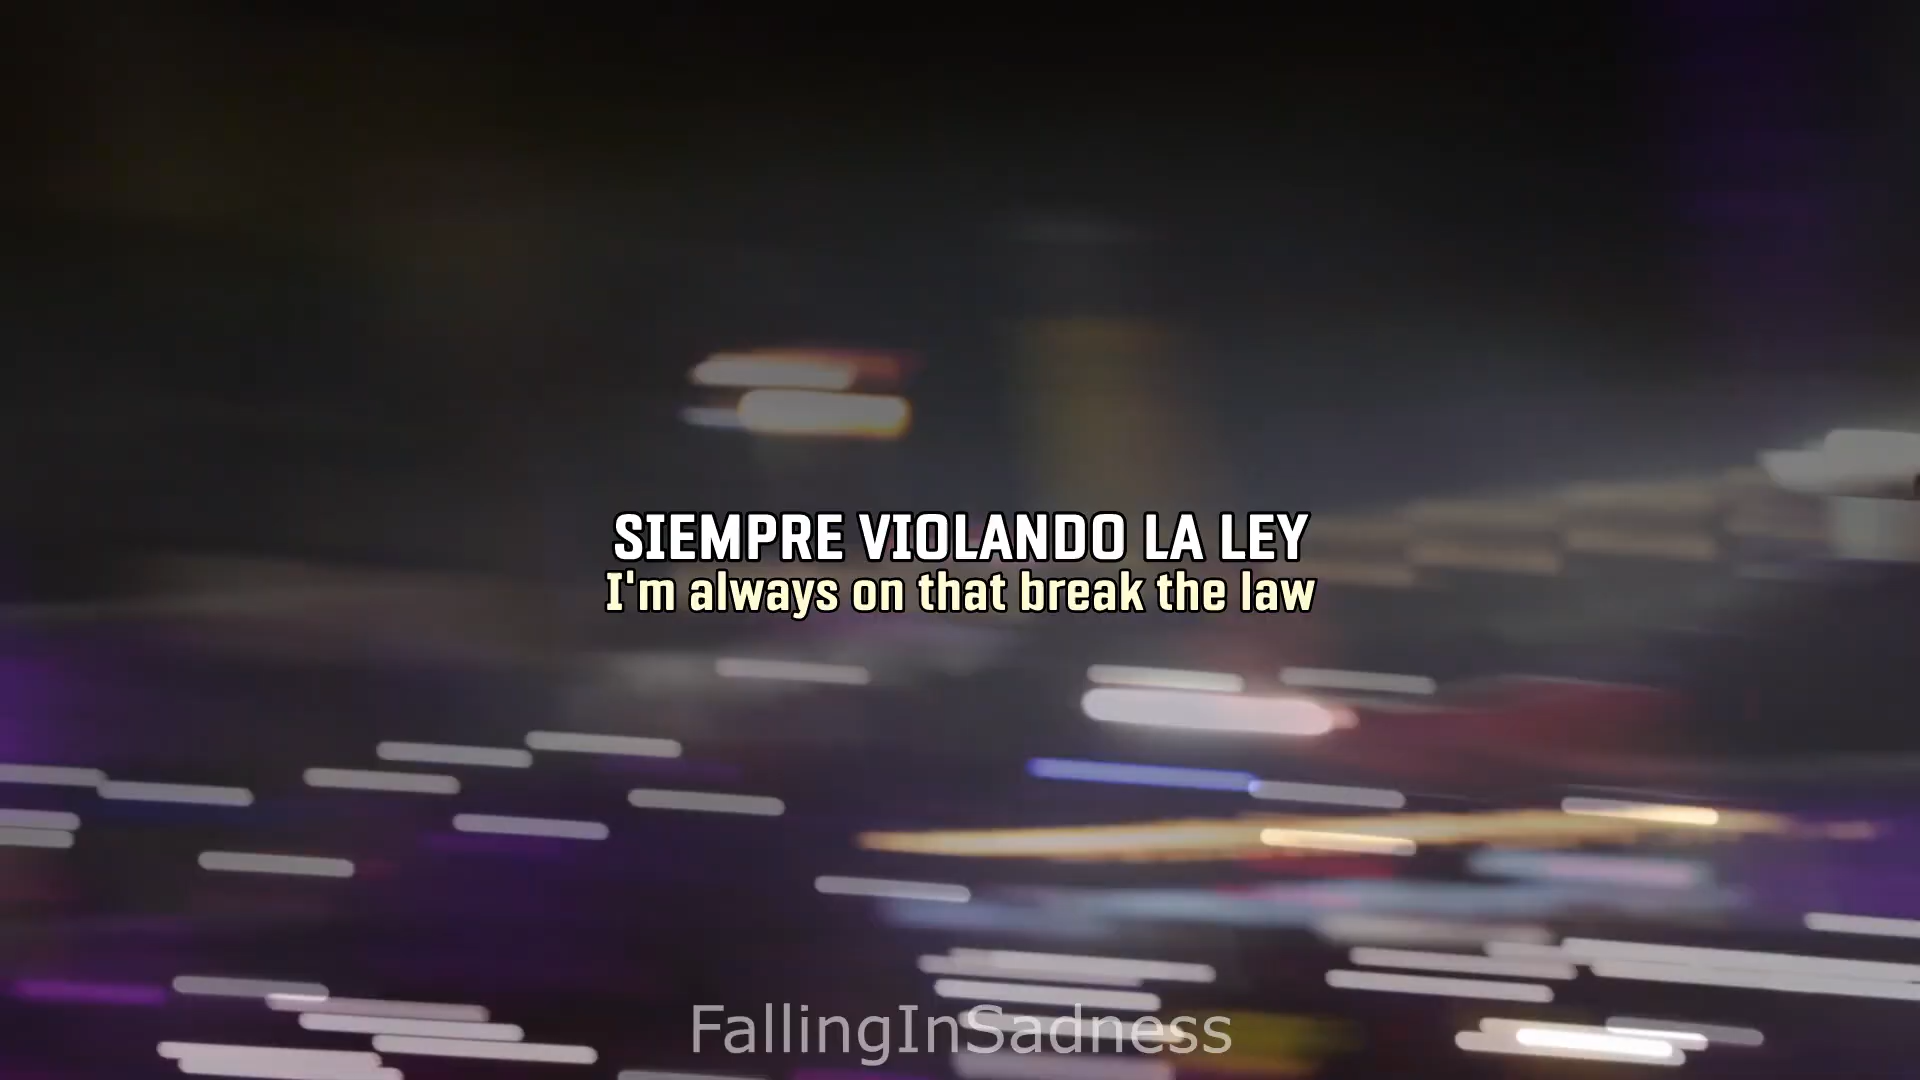 SIEMPRE VIOLANDO LA LEY
I'm always on that break the law
FallingInSadness